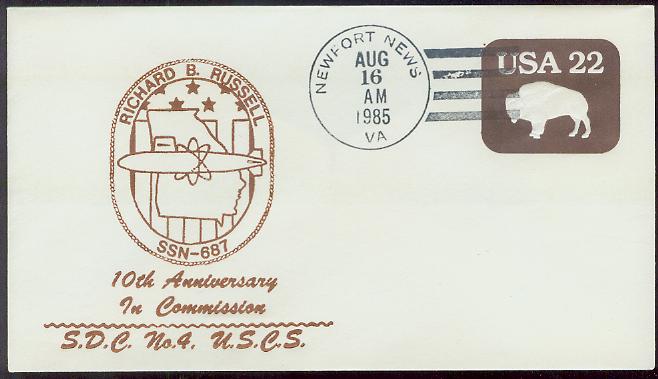 RICHARD B. RUSSELL
SSN-687
10th Anniversary
In Commission
S.D.C. No.4. U.S.C.S.
NEWPORT NEWS
AUG
16
AM
1985
VA
USA 22